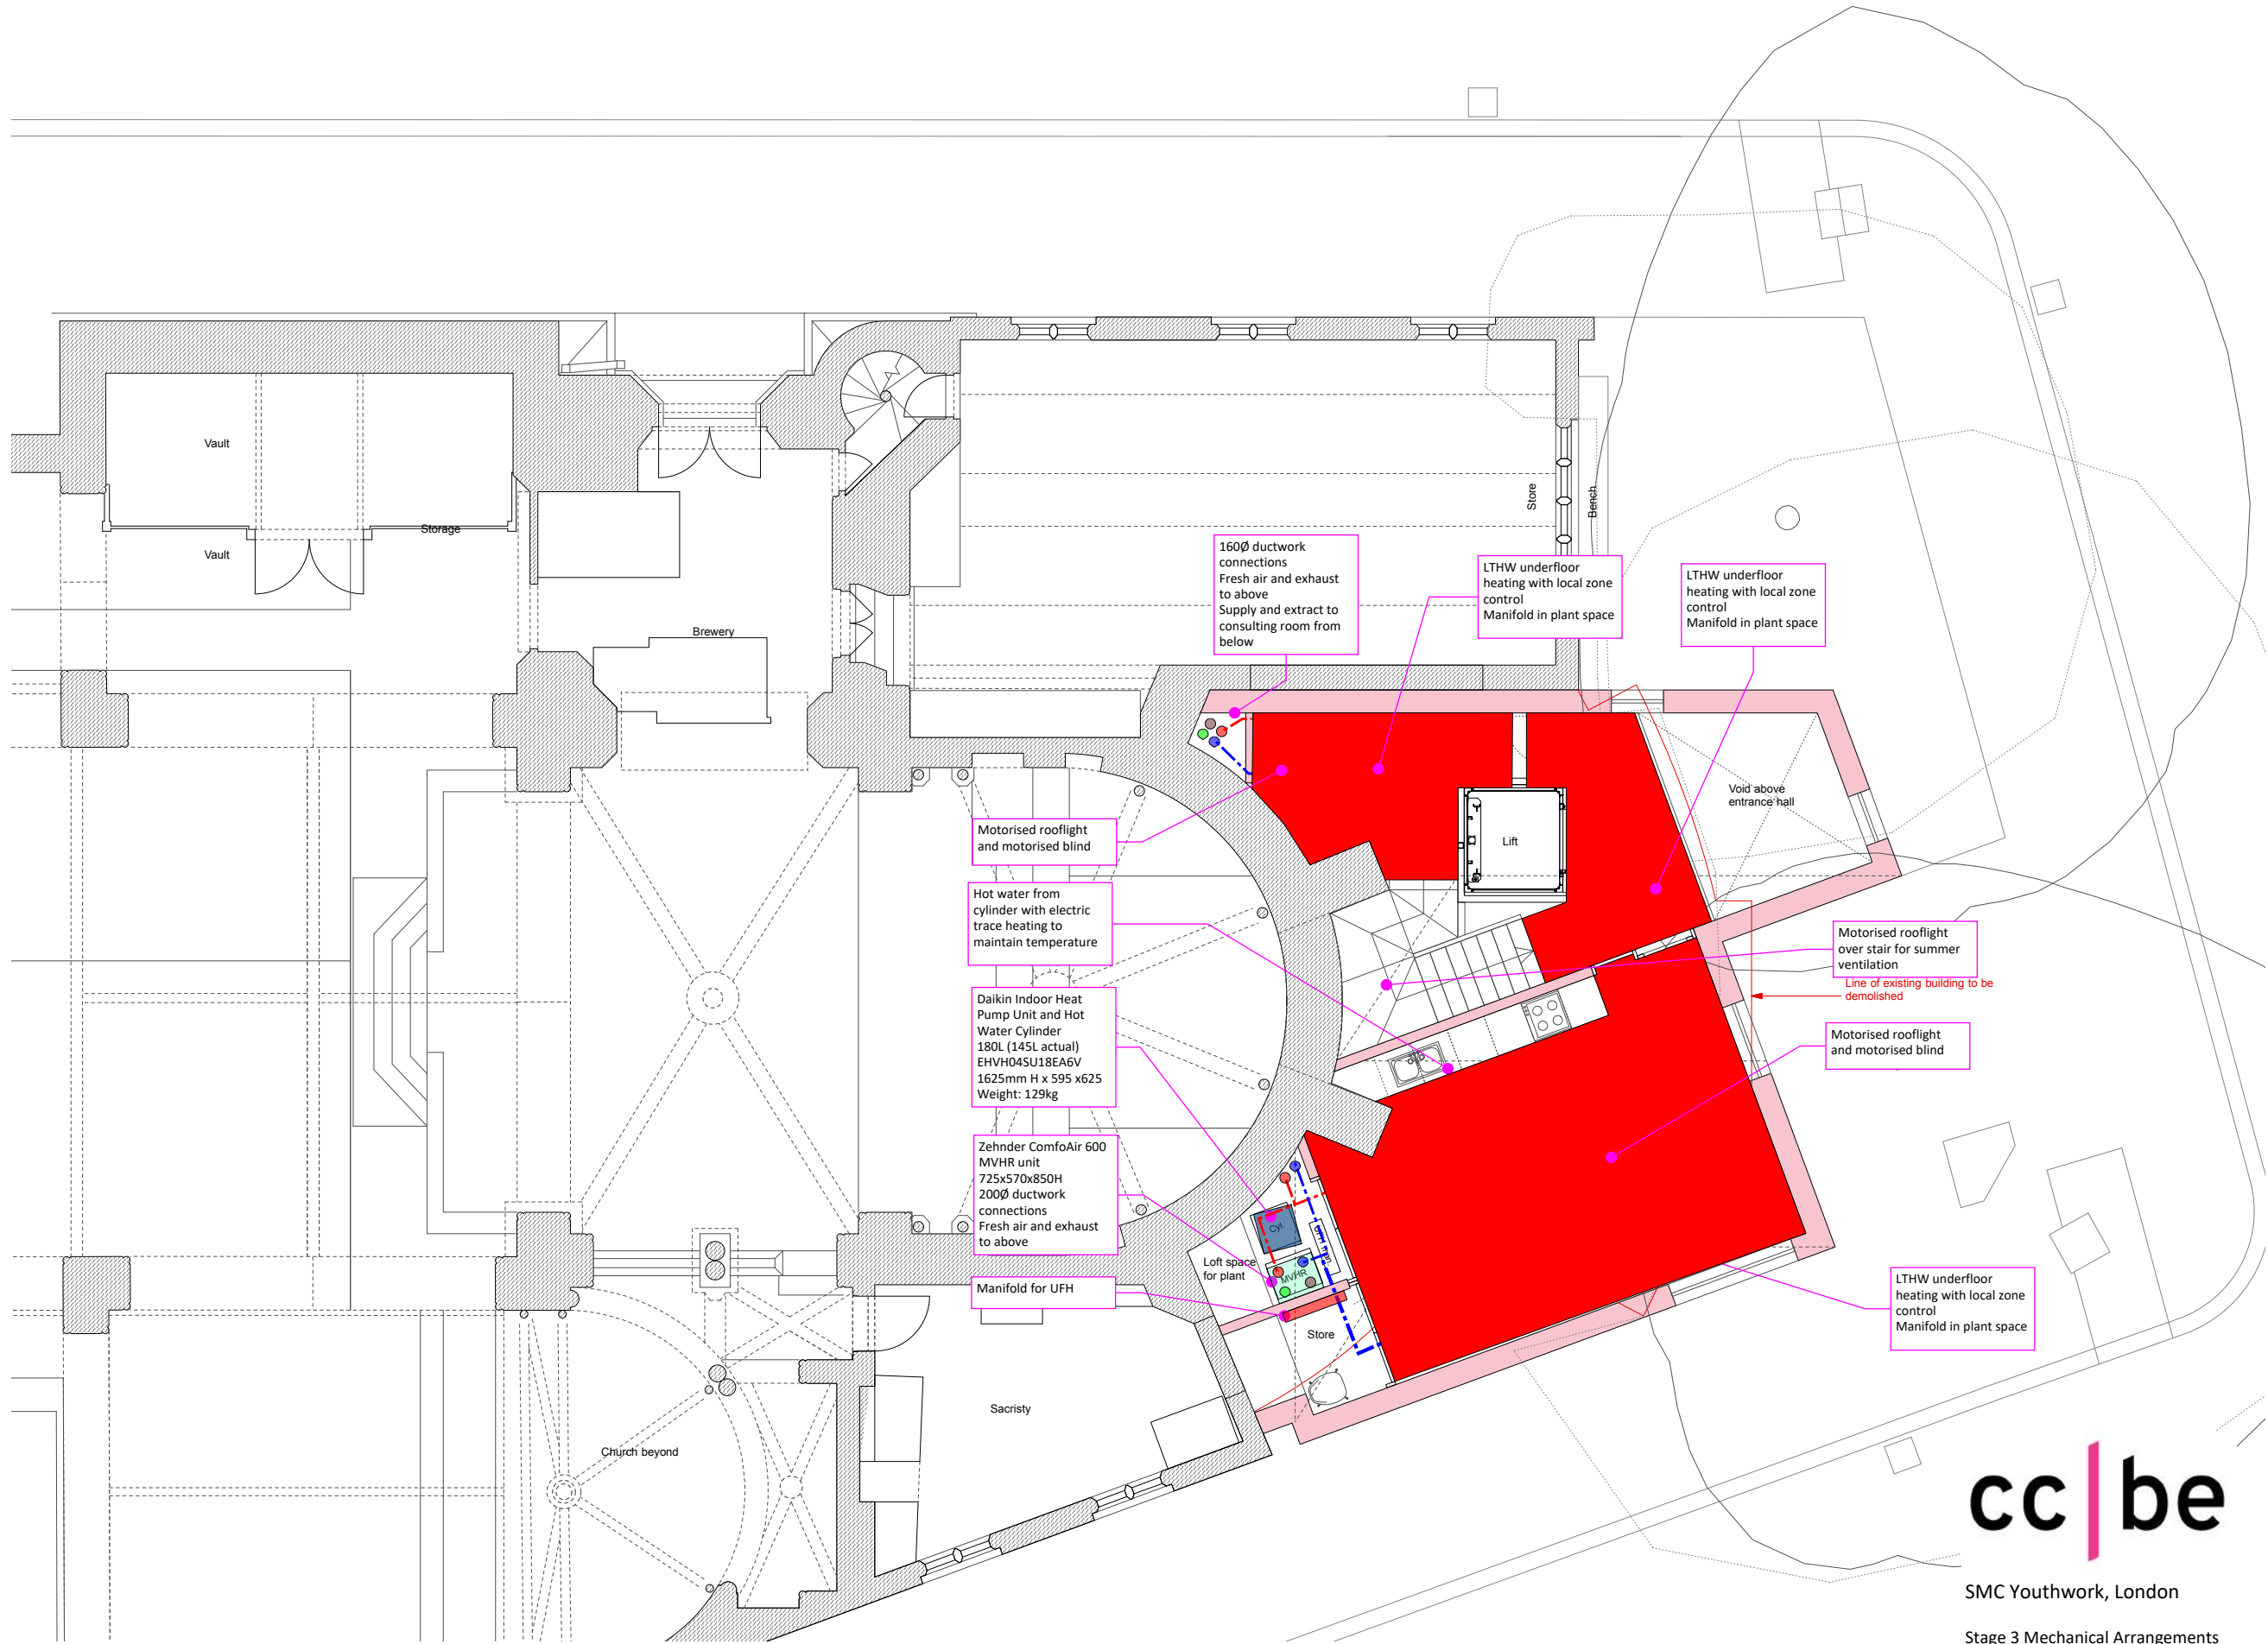 Vault
Storage
Vault
Brewery
Store
Bench
160Ø ductwork
connections
Fresh air and exhaust
to above
Supply and extract to
consulting room from
below
LTHW underfloor
heating with local zone
control
Manifold in plant space
LTHW underfloor
heating with local zone
control
Manifold in plant space
Void above
entrance hall
Lift
Motorised rooflight
and motorised blind
Hot water from
cylinder with electric
trace heating to
maintain temperature
Motorised rooflight
over stair for summer
ventilation
Line of existing building to be
demolished
Daikin Indoor Heat
Pump Unit and Hot
Water Cylinder
180L (145L actual)
EHVH04SU18EA6V
1625mm H x 595 x625
Weight: 129kg
Motorised rooflight
and motorised blind
Zehnder ComfoAir 600
MVHR unit
725x570x850H
200Ø ductwork
connections
Fresh air and exhaust
to above
Cyl.
UFH man
Loft space
for plant
MVHR
Manifold for UFH
LTHW underfloor
heating with local zone
control
Manifold in plant space
Store
Sacristy
Church beyond
cc|be
SMC Youthwork, London
Stage 3 Mechanical Arrangements